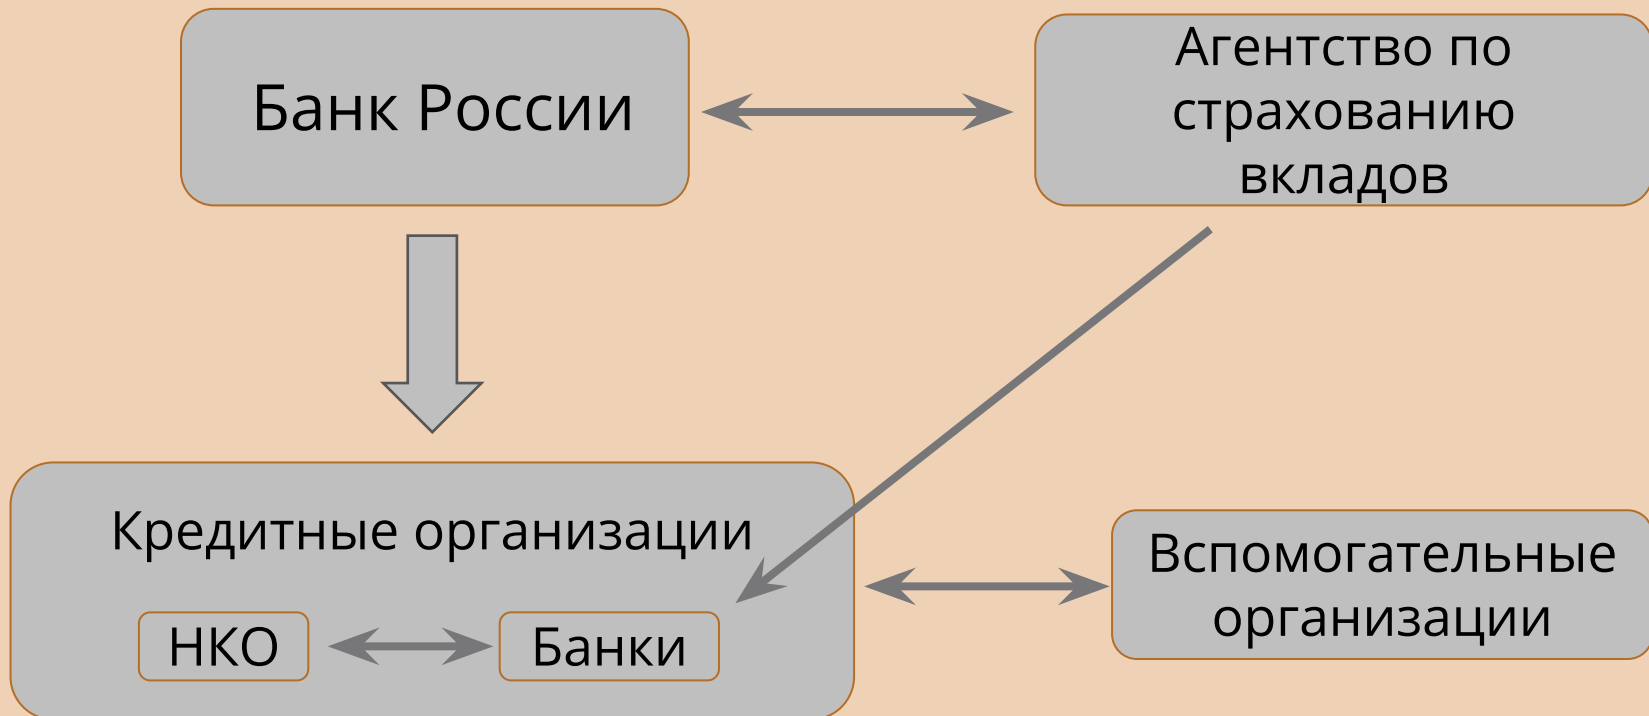 Банк России
Агентство по
страхованию
вкладов
Кредитные организации
НКО
Банки
Вспомогательные
организации